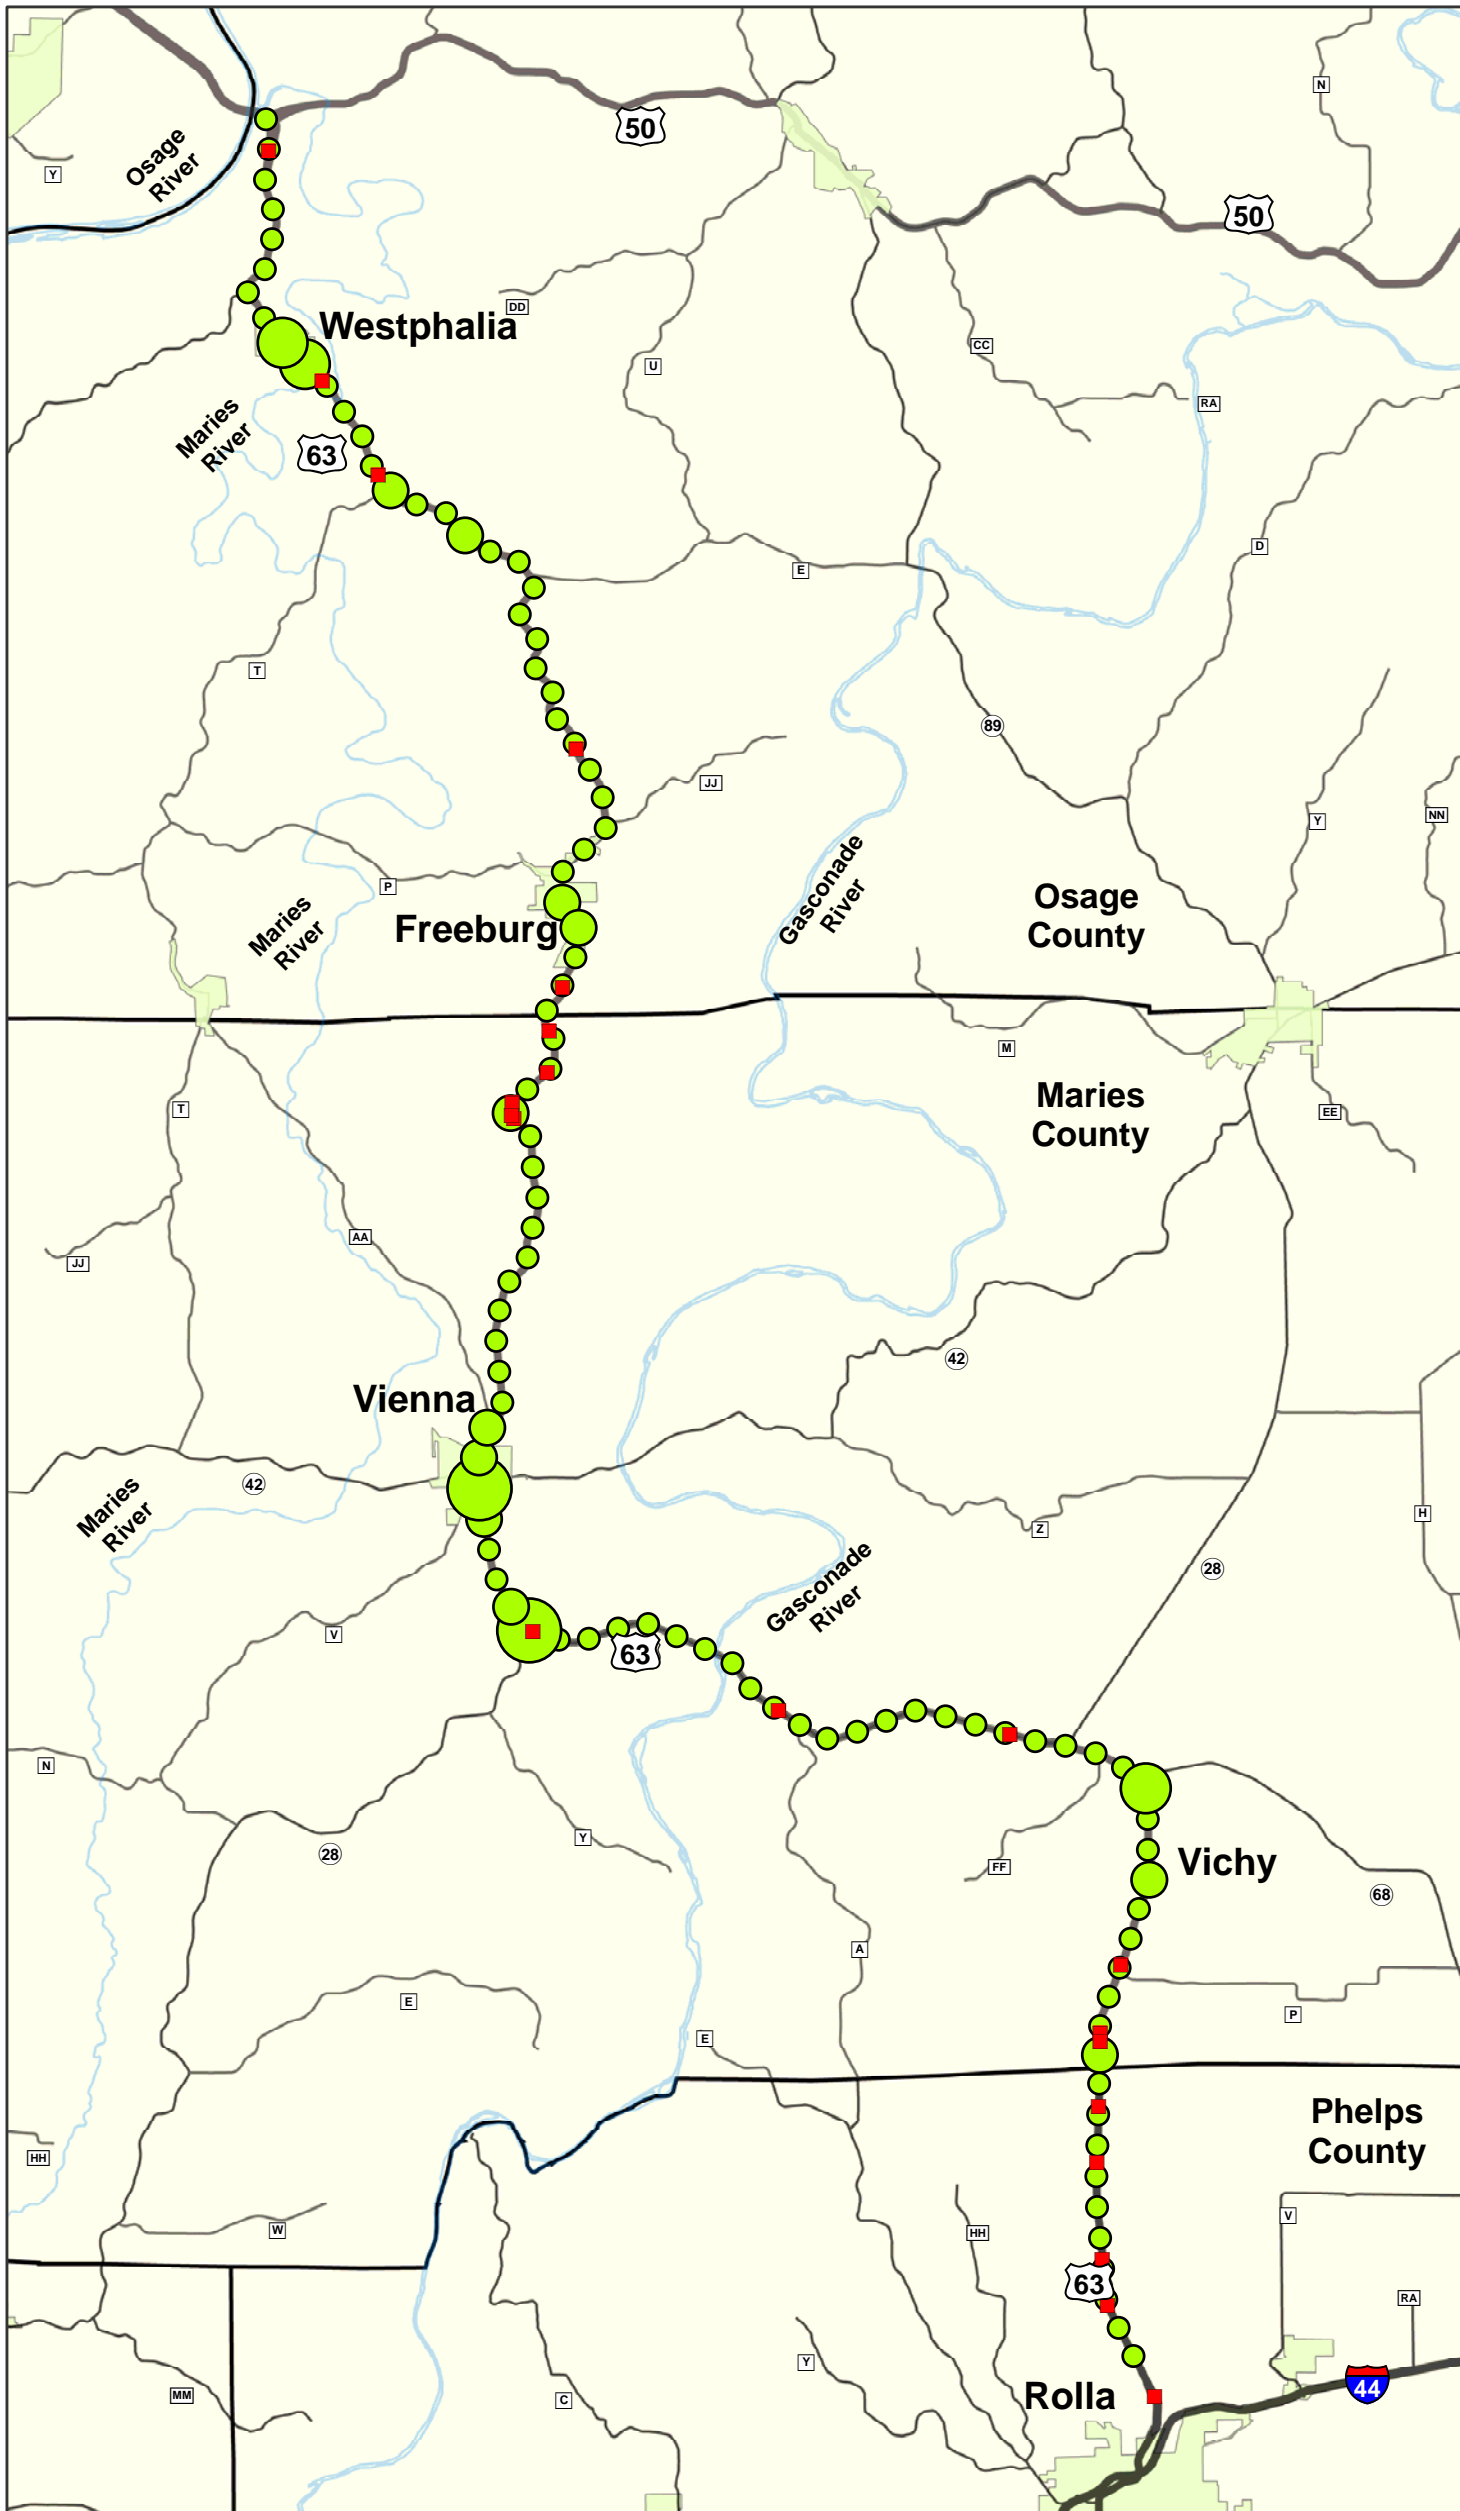 N
50
Osage
River
Y
50
DD
Westphalia
CC
U
RA
Maries
River
63
D
E
T
89
JJ
Y
NN
Gasconade
River
P
Osage
County
Maries
River
Freeburg
M
Maries
County
T
EE
AA
JJ
42
Vienna
42
Maries
River
H
Z
Gasconade
River
28
V
63
N
Y
28
Vichy
FF
68
A
E
P
E
Phelps
County
HH
V
W
HH
63
RA
Y
44
Rolla
MM
C